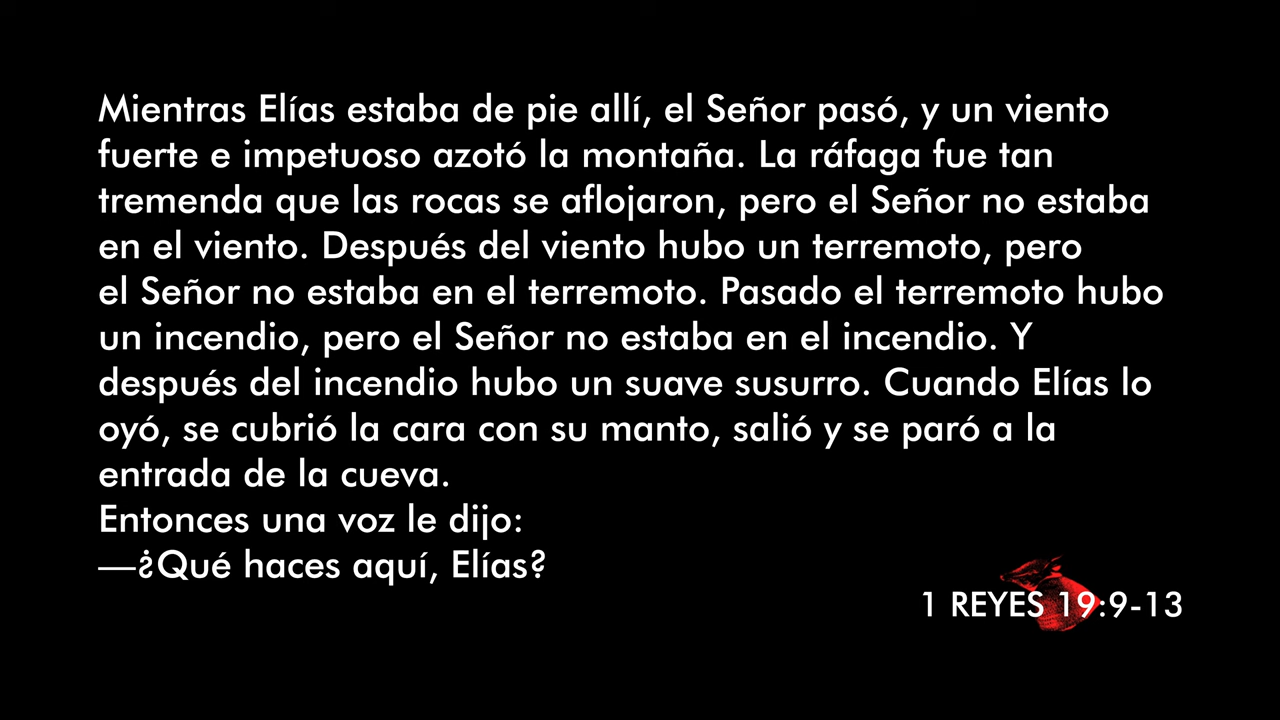 Mientras Elías estaba de pie allí, el Señor pasó, y un viento
fuerte e impetuoso azotó la montaña. La ráfaga fue tan
tremenda que las rocas se aflojaron, pero el Señor no estaba
en el viento. Después del viento hubo un terremoto, pero
el Señor no estaba en el terremoto. Pasado el terremoto hubo
un incendio, pero el Señor no estaba en el incendio. Y
después del incendio hubo un suave susurro. Cuando Elías lo
oyó, se cubrió la cara con su manto, salió y se paró a la
entrada de la cueva.
Entonces una voz le dijo:
—¿Qué haces aquí, Elías?
1 REYES 19:9-13